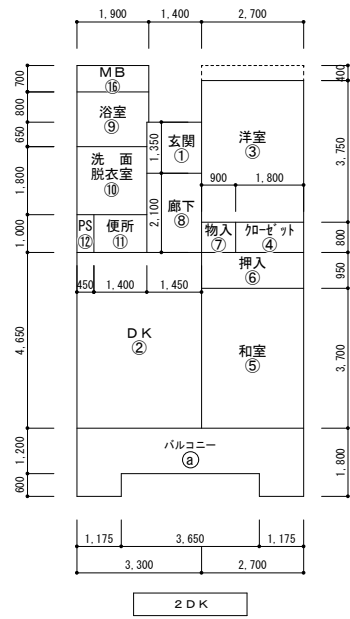 1,900 1,400 2,700
700 MB 400
⑯
800 浴室 玄関 洋室 3,750
⑨ 1,350 ① ③
650
洗 面
脱衣室
1,800 ⑩ 2,100 廊下 900 1,800
⑧
1,000 PS 便所 物入 クローゼット 800
⑫ ⑪ ⑦ ④
450 1,400 1,450 押入 950
⑥
4,650 DK 和室 3,700
② ⑤
1,200 バルコニー 1,800
ⓐ
600
1,175 3,650 1,175
3,300 2,700
2DK